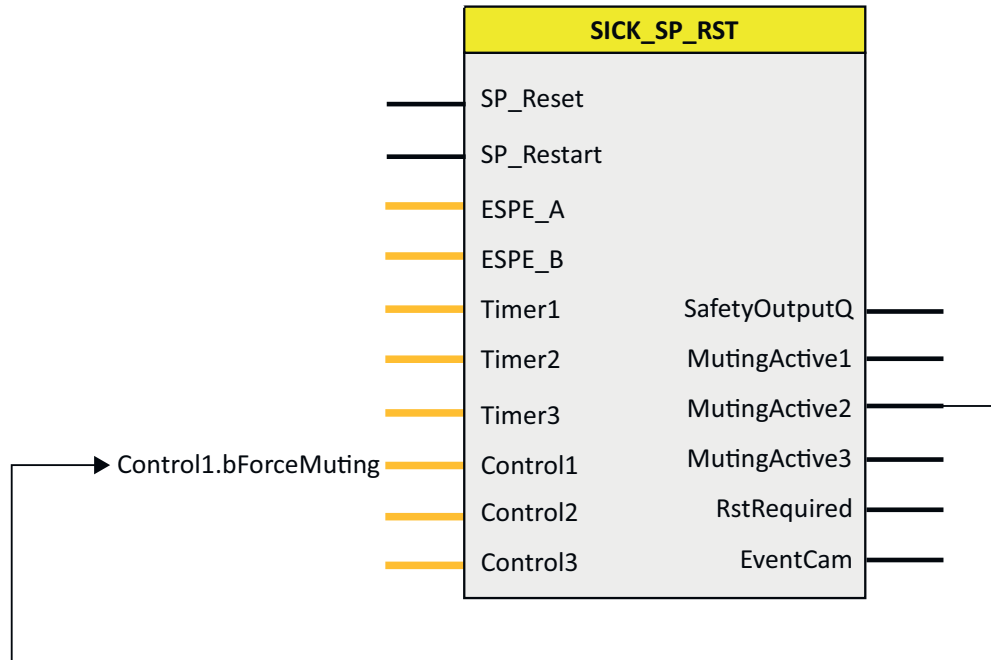 SICK_SP_RST
SP_Reset
SP_Restart
ESPE_A
ESPE_B
Timer1
SafetyOutputQ
Timer2
MutingActive1
Timer3
MutingActive2
Control1.bForceMuting
Control1
MutingActive3
Control2
RstRequired
Control3
EventCam